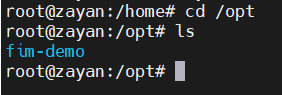 root@zayan:/home# cd /opt
root@zayan:/opt# ls
fim-demo
root@zayan:/opt#